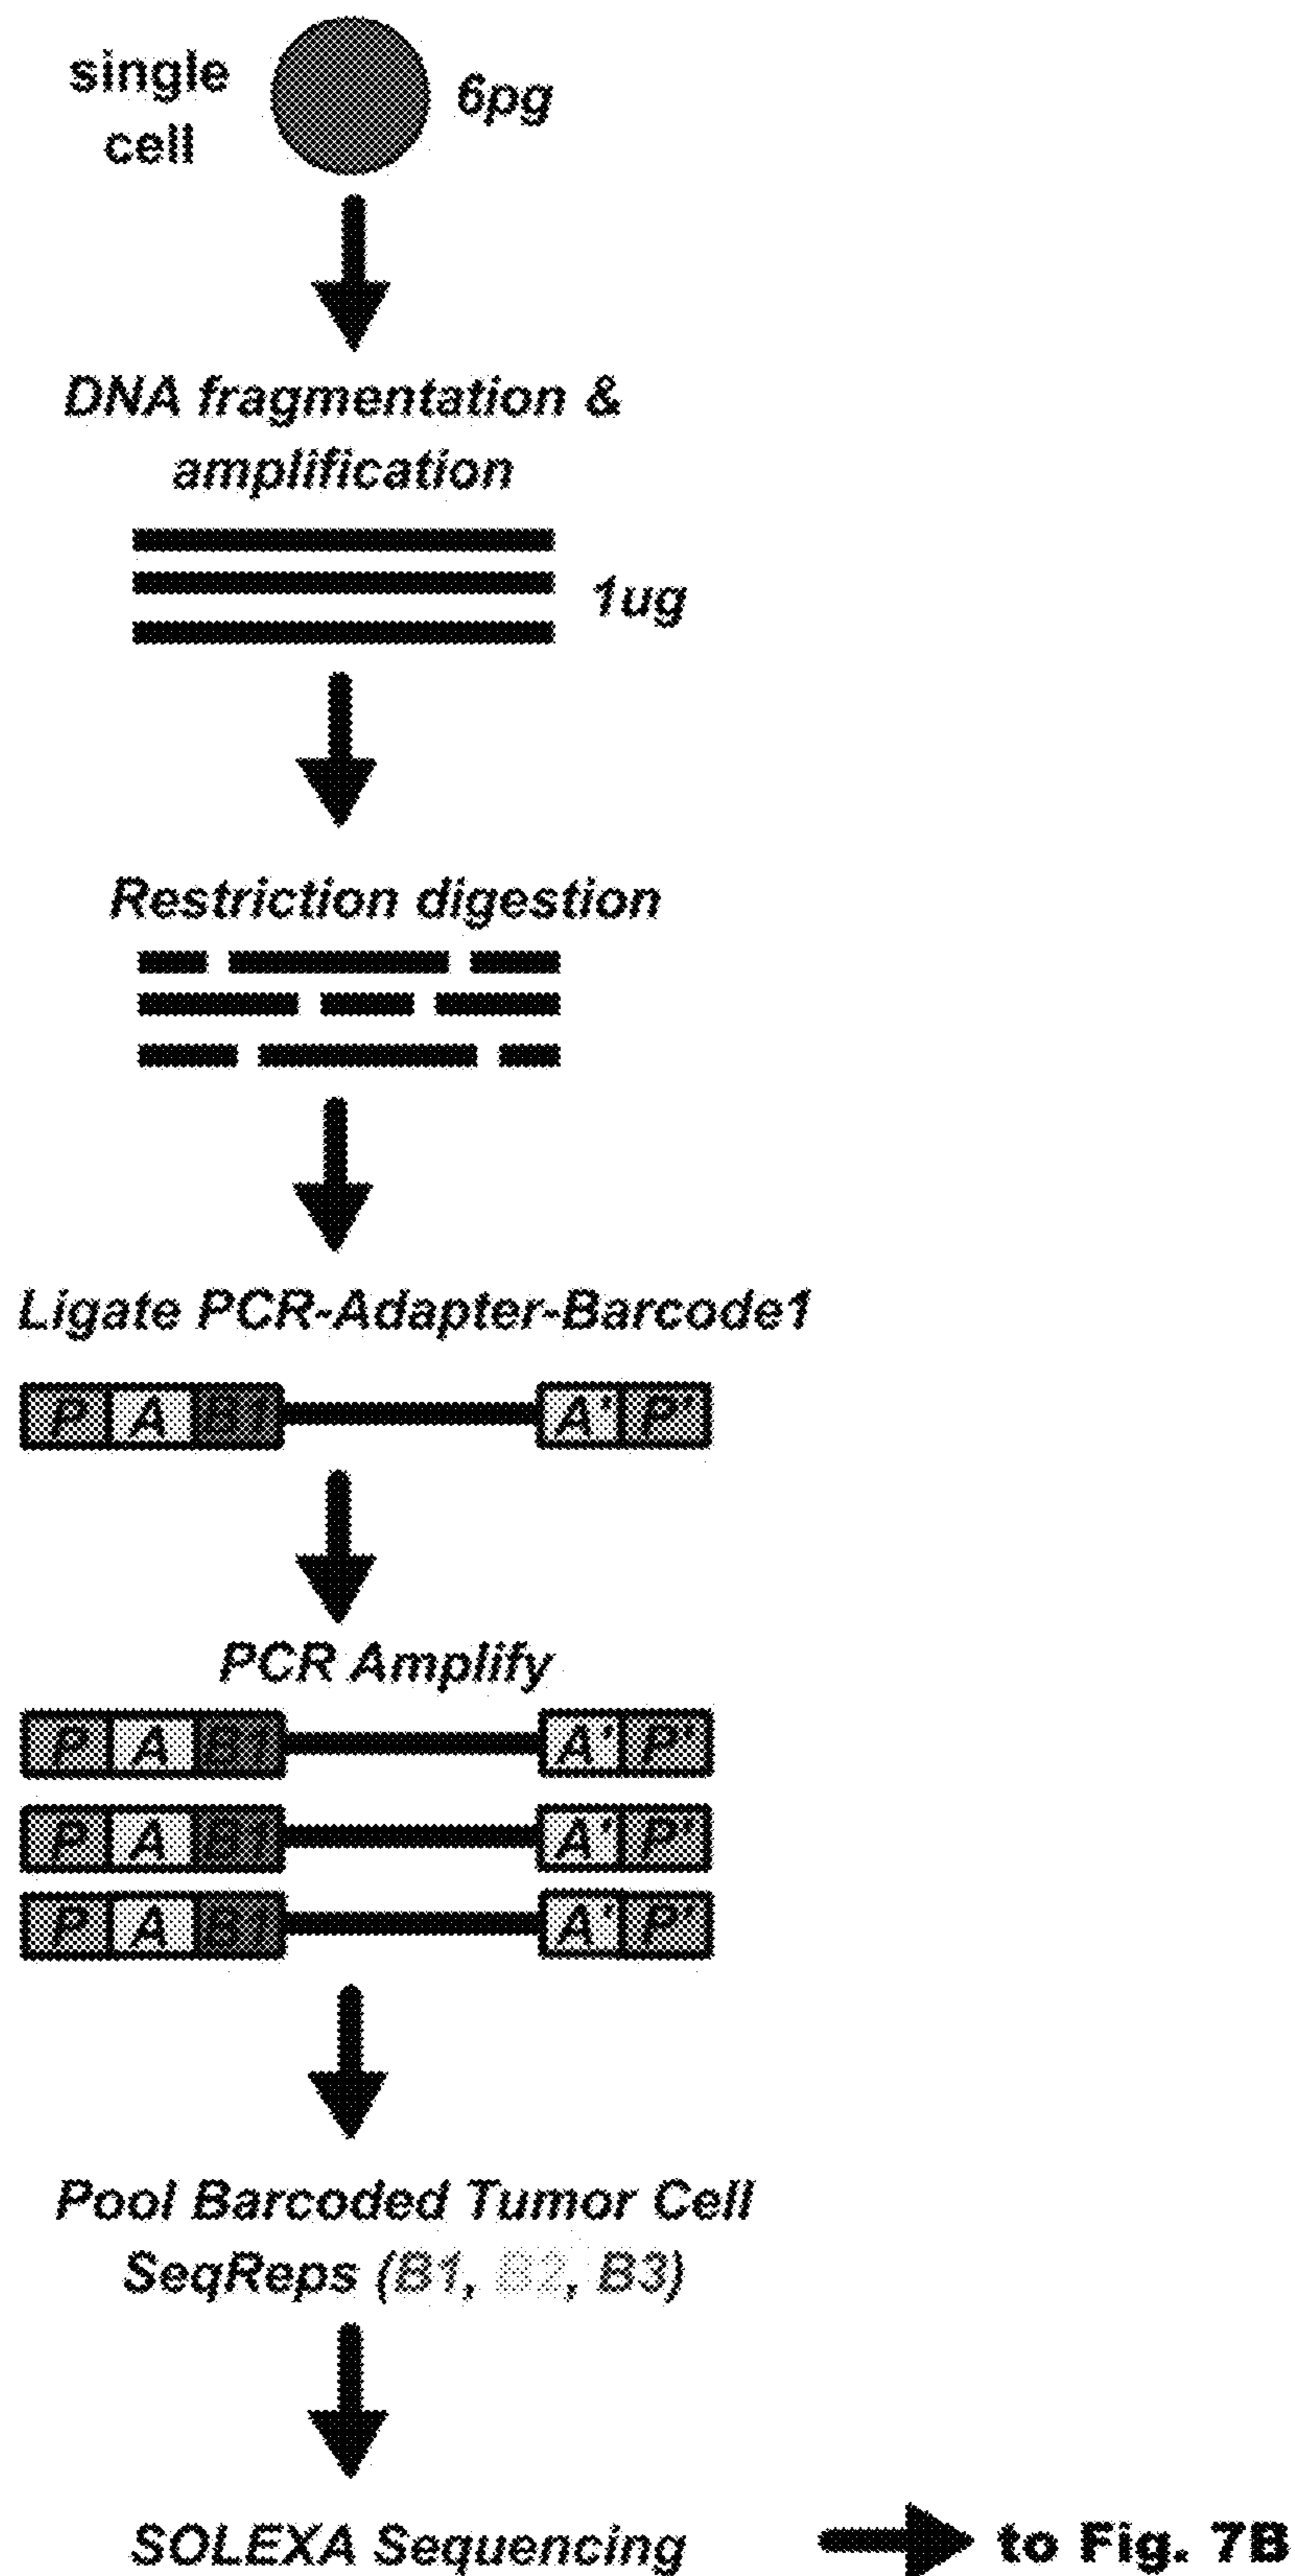 single
cell
6pg
DNA fragmentation &
amplification
1ug
Restriction digestion
Ligate PCR-Adapter-Barcode1
P A B1 A' P'
PCR Amplify
P A B1 A' P'
P A B1 A' P'
P A B1 A' P'
Pool Barcoded Tumor Cell
SeqReps (B1, B2, B3)
SOLEXA Sequencing
to Fig. 7B